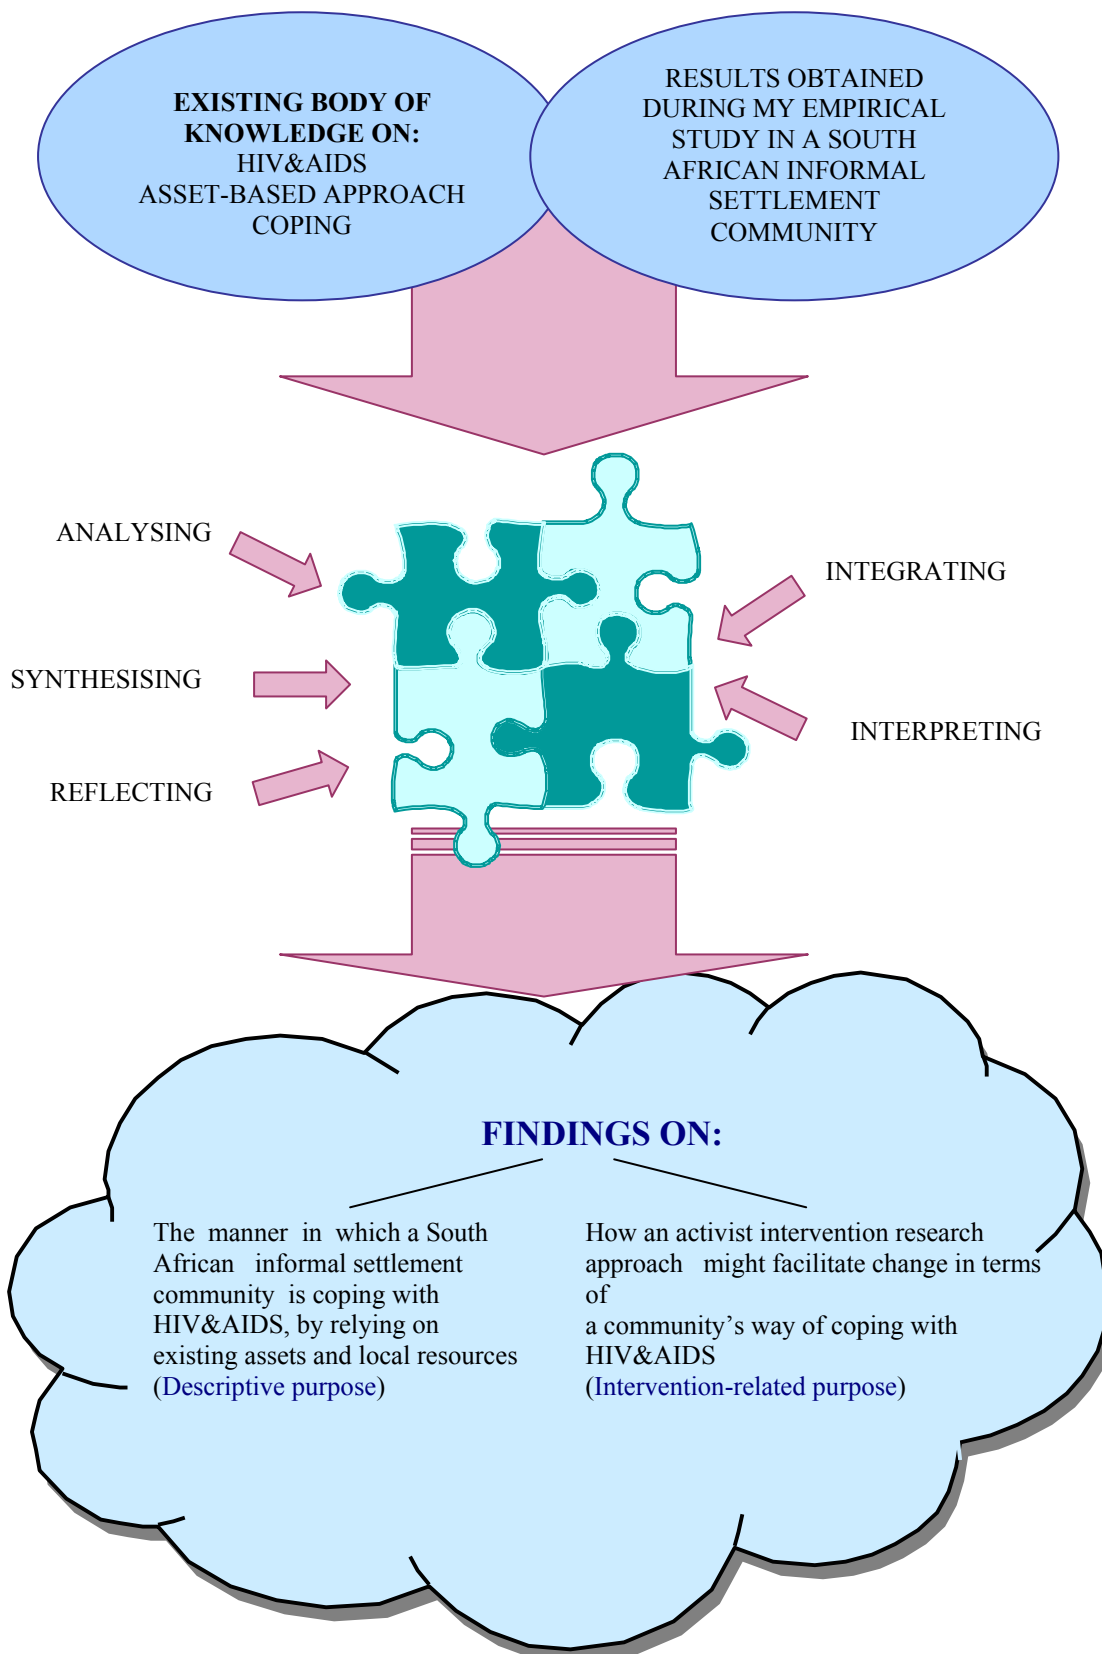 EXISTING BODY OF
KNOWLEDGE ON:
HIV&AIDS
ASSET-BASED APPROACH
COPING
RESULTS OBTAINED
DURING MY EMPIRICAL
STUDY IN A SOUTH
AFRICAN INFORMAL
SETTLEMENT
COMMUNITY
ANALYSING
SYNTHESISING
REFLECTING
INTEGRATING
INTERPRETING
FINDINGS ON:
The manner in which a South
African informal settlement
community is coping with
HIV&AIDS, by relying on
existing assets and local resources
(Descriptive purpose)
How an activist intervention research
approach might facilitate change in terms
of
a community’s way of coping with
HIV&AIDS
(Intervention-related purpose)